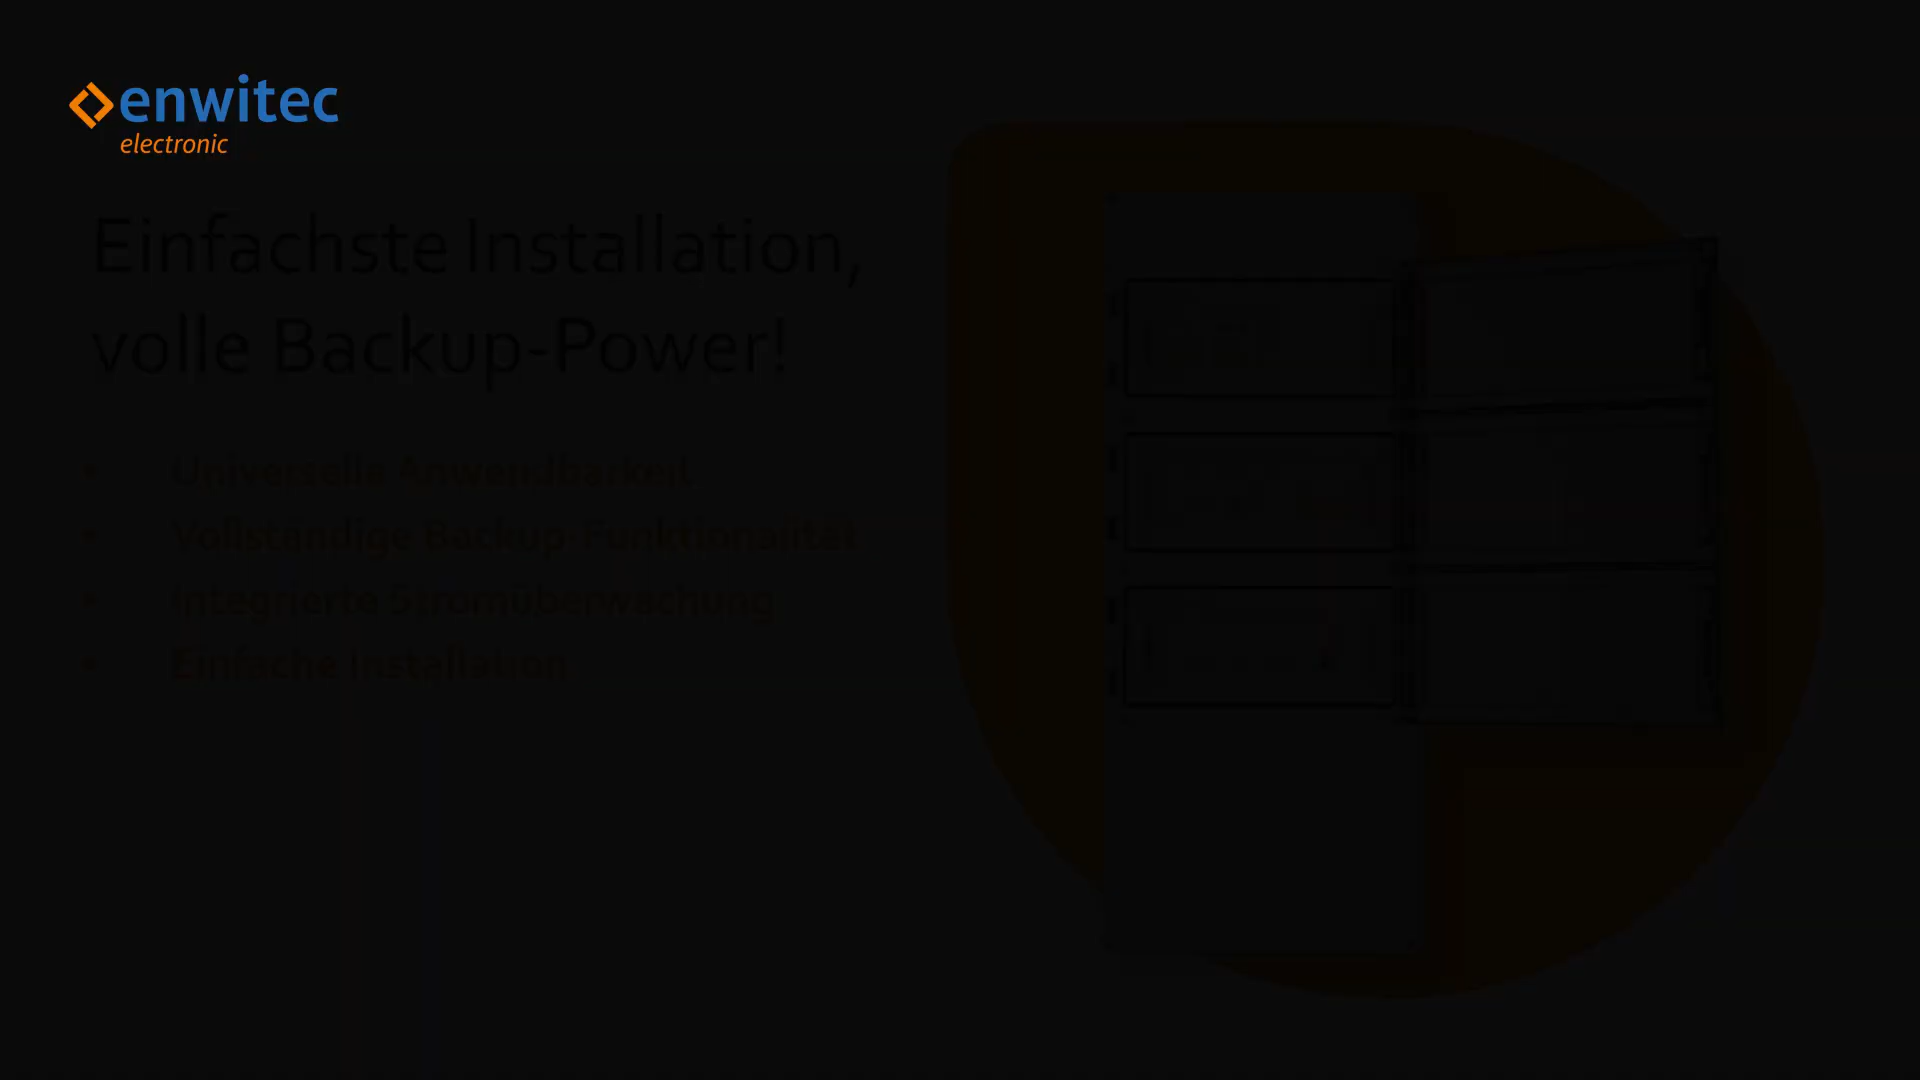 enwitec
electronic
Einfachste Installation,
volle Backup-Power!
• Universelle Anwendbarkeit
• Vollständige Backup-Funktionalität
• Integrierte Stromüberwachung
• Einfache Installation